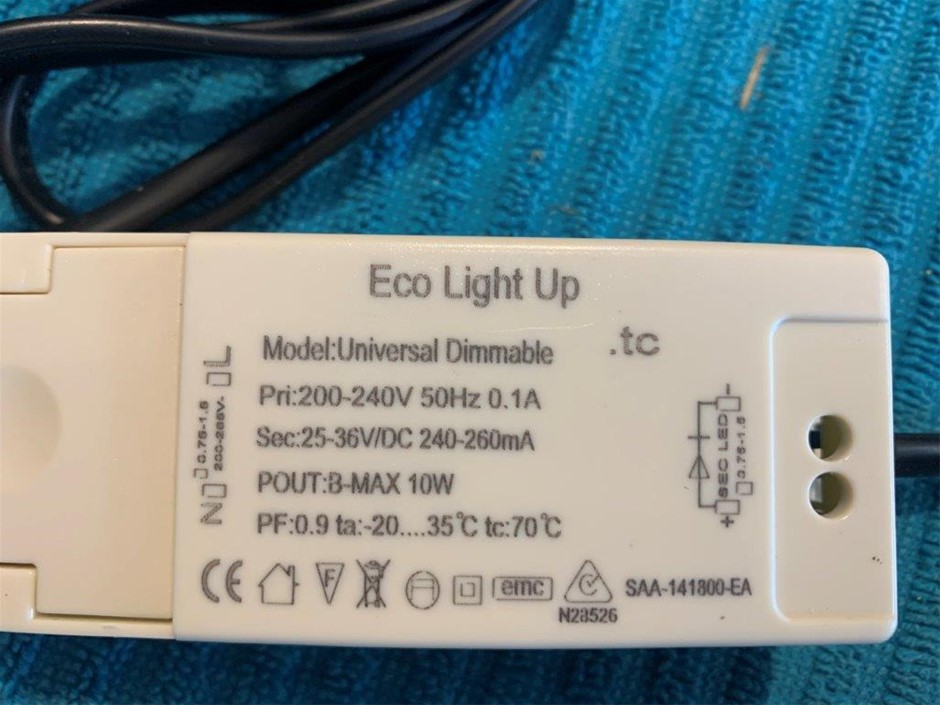 Eco Light Up
.tc
Model:Universal Dimmable
Pri:200-240V 50Hz 0.1A
Sec:25-36V/DC 240-260mA
POUT:B-MAX 10W
PF:0.9 ta:-20....35℃ tc:70℃
N L
0.75-1.5
200-265V~
- +
SEC LED
0.75-1.5
CE F emc SAA-141800-EA
N28526